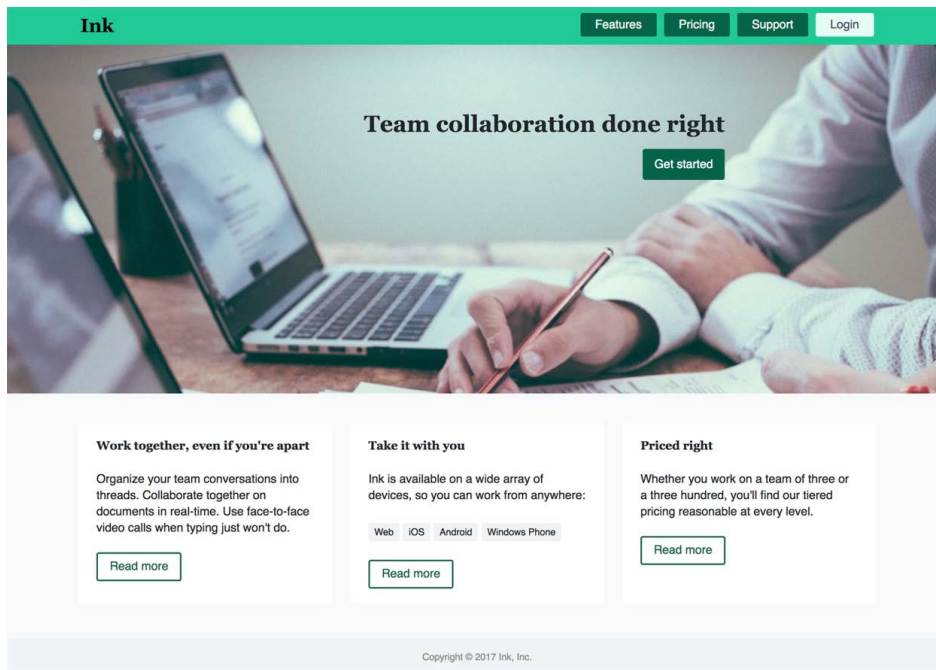 Ink
Features
Pricing
Support
Login
Team collaboration done right
Get started
Work together, even if you're apart
Organize your team conversations into
threads. Collaborate together on
documents in real-time. Use face-to-face
video calls when typing just won't do.
Read more
Take it with you
Ink is available on a wide array of
devices, so you can work from anywhere:
Web iOS Android Windows Phone
Read more
Priced right
Whether you work on a team of three or
a three hundred, you'll find our tiered
pricing reasonable at every level.
Read more
Copyright © 2017 Ink, Inc.